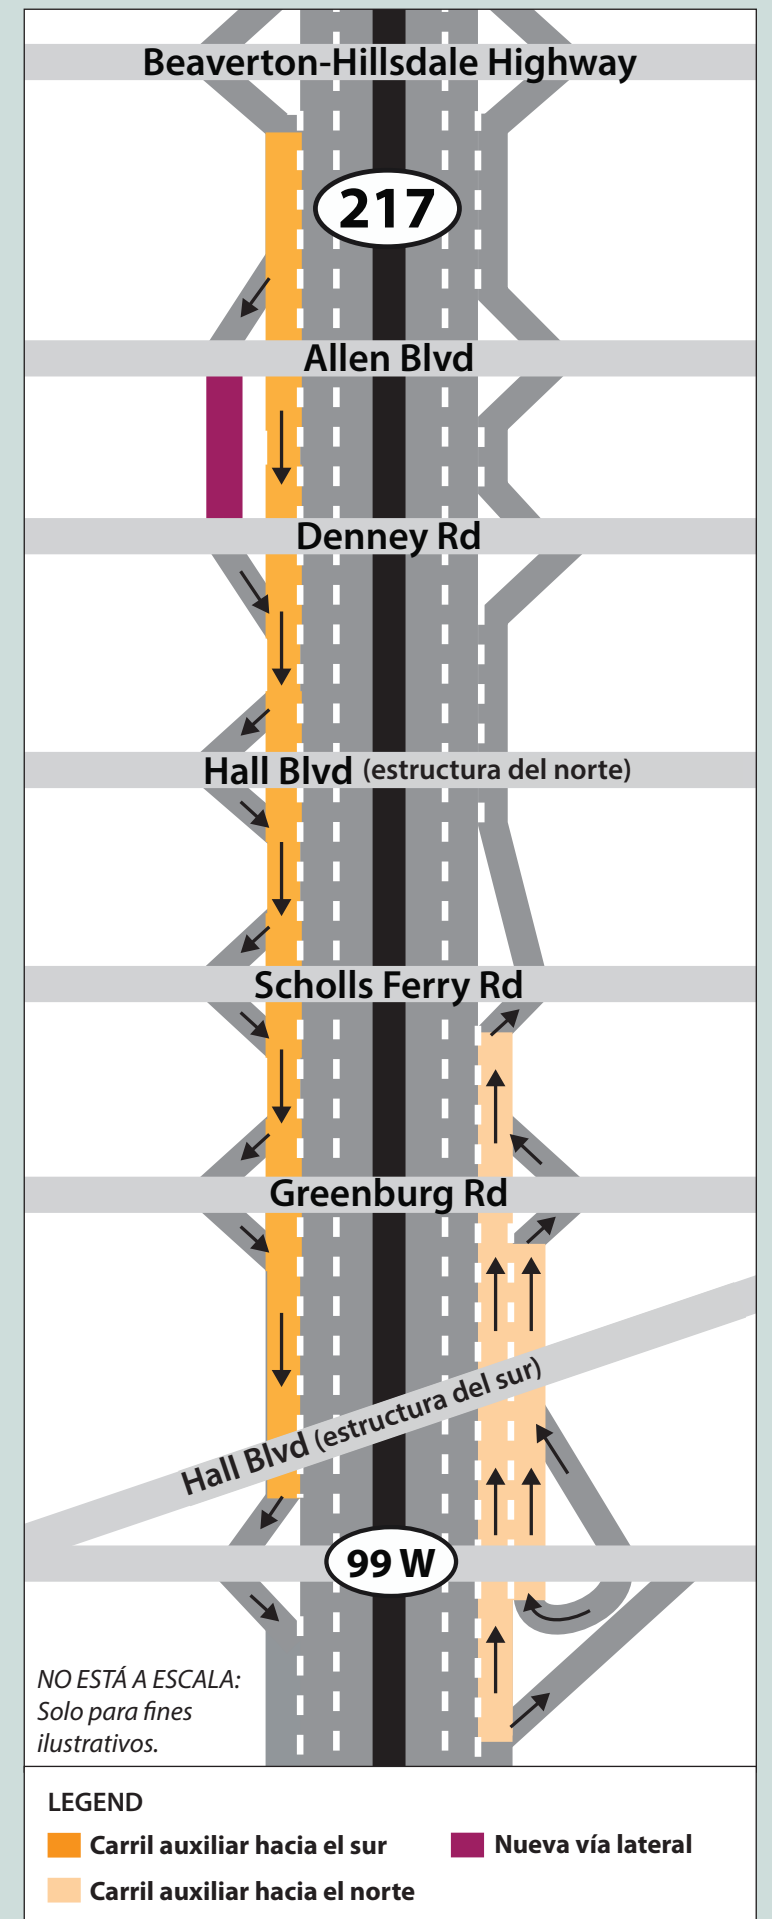 Beaverton-Hillsdale Highway
217
Allen Blvd
Denney Rd
Hall Blvd (estructura del norte)
Scholls Ferry Rd
Greenburg Rd
Hall Blvd (estructura del sur)
99 W
NO ESTÁ A ESCALA:
Solo para fines
ilustrativos.
LEGEND
Carril auxiliar hacia el sur
Nueva vía lateral
Carril auxiliar hacia el norte